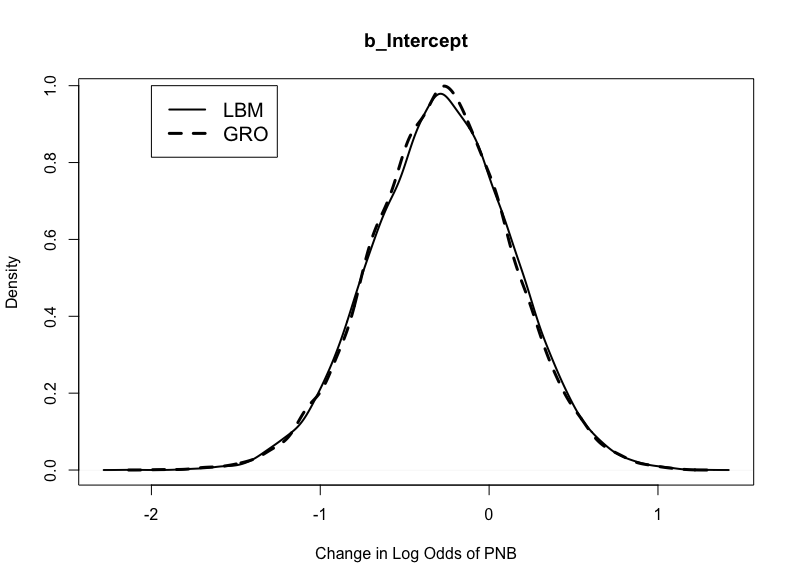 b_Intercept
LBM
GRO
Density
0.0 0.2 0.4 0.6 0.8 1.0
-2 -1 0 1
Change in Log Odds of PNB